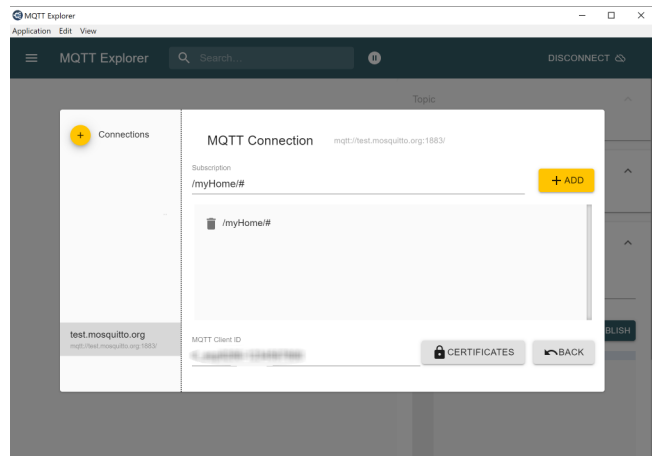 MQTT Explorer
Application Edit View
MQTT Explorer
Search...
DISCONNECT
Topic
Connections
MQTT Connection
mqtt://test.mosquitto.org:1883/
Subscription
/myHome/#
+ ADD
/myHome/#
test.mosquitto.org
mqtt://test.mosquitto.org:1883/
BLISH
MQTT Client ID
CERTIFICATES
BACK